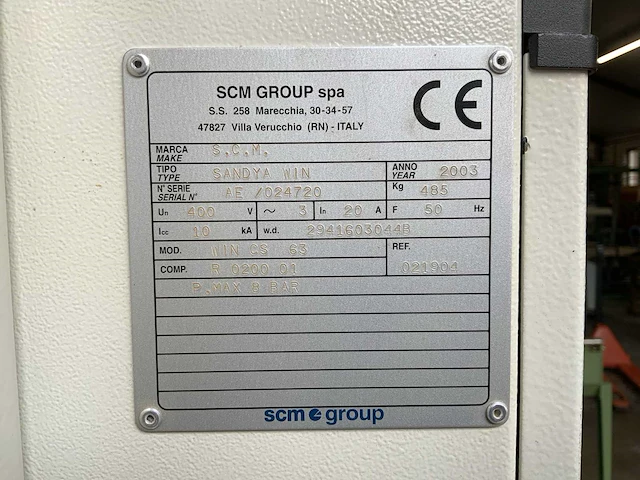 SCM GROUP spa
S.S. 258 Marecchia, 30-34-57
47827 Villa Verucchio (RN) - ITALY
CE
MARCA
MAKE S.C.M.
TIPO
TYPE SANDYA WIN
ANNO
YEAR 2003
N° SERIE
SERIAL N° AE /024720
Kg 485
Un 400 V ~ 3 In 20 A F 50 Hz
Icc 10 kA w.d. 2941603044B
MOD. WIN CS 63
REF. 021904
COMP. R 0200 01
P.MAX 8 BAR
scm group